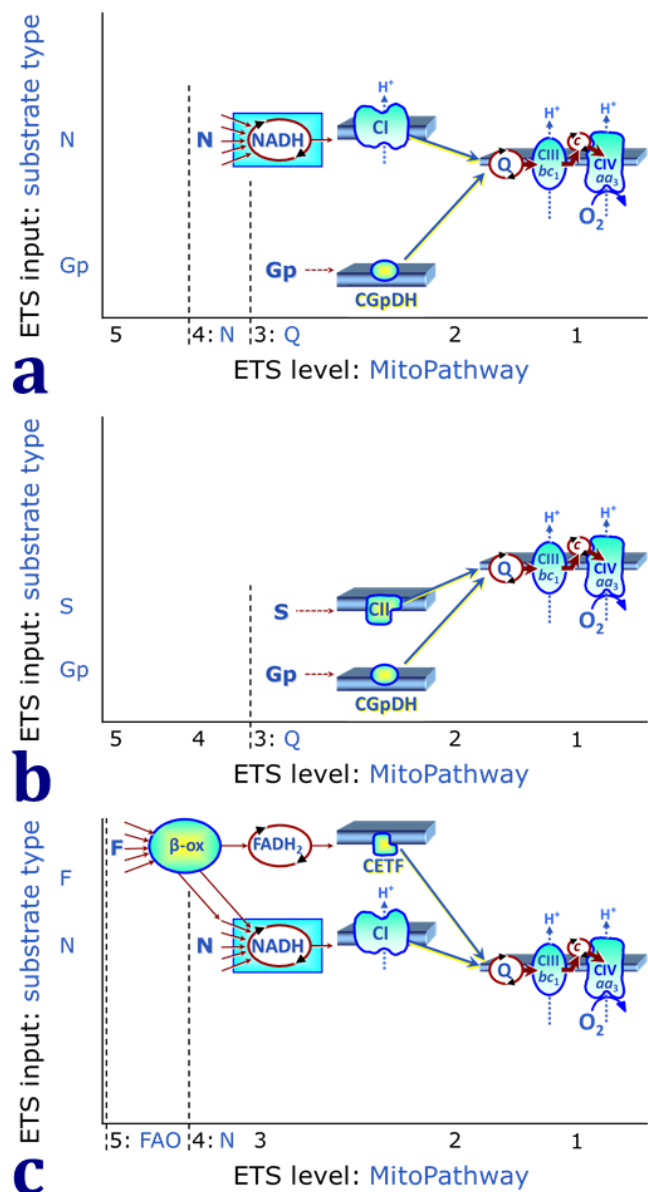 ETS input: substrate type
N
Gp
N
NADH
H+
CI
Gp
CGpDH
Q
H+
CIII
bc1
c
H+
CIV
aa3
O2
5
4: N
3: Q
2
1
ETS level: MitoPathway
a
ETS input: substrate type
S
Gp
S
CII
Gp
CGpDH
Q
H+
CIII
bc1
c
H+
CIV
aa3
O2
5
4
3: Q
2
1
ETS level: MitoPathway
b
ETS input: substrate type
F
N
F
β-ox
FADH2
CETF
N
NADH
H+
CI
Q
H+
CIII
bc1
c
H+
CIV
aa3
O2
5: FAO
4: N
3
2
1
ETS level: MitoPathway
c